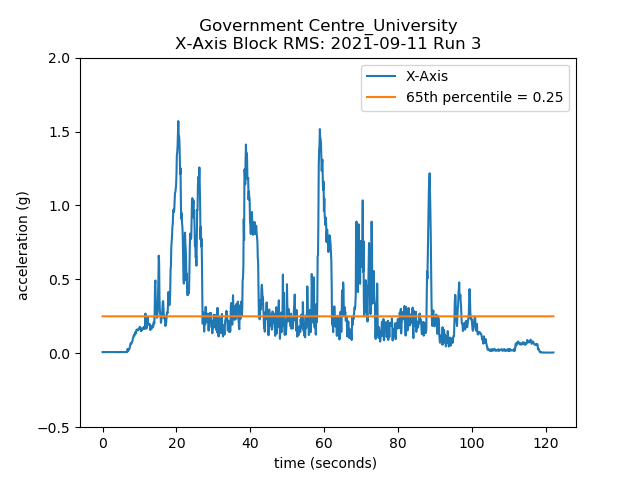 Government Centre_University
X-Axis Block RMS: 2021-09-11 Run 3
X-Axis
65th percentile = 0.25
acceleration (g)
2.0
1.5
1.0
0.5
0.0
−0.5
0 20 40 60 80 100 120
time (seconds)